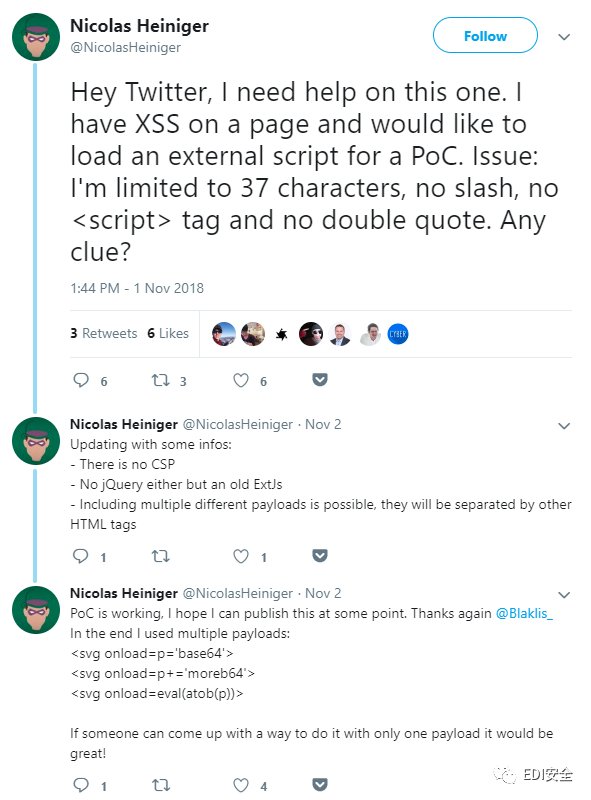 Nicolas Heiniger
@NicolasHeiniger
Follow
Hey Twitter, I need help on this one. I
have XSS on a page and would like to
load an external script for a PoC. Issue:
I'm limited to 37 characters, no slash, no
<script> tag and no double quote. Any
clue?
1:44 PM - 1 Nov 2018
3 Retweets 6 Likes
CYBER
6 3 6
Nicolas Heiniger @NicolasHeiniger · Nov 2
Updating with some infos:
- There is no CSP
- No jQuery either but an old ExtJs
- Including multiple different payloads is possible, they will be separated by other
HTML tags
1 1
Nicolas Heiniger @NicolasHeiniger · Nov 2
PoC is working, I hope I can publish this at some point. Thanks again @Blaklis_
In the end I used multiple payloads:
<svg onload=p='base64'>
<svg onload=p+='moreb64'>
<svg onload=eval(atob(p))>
If someone can come up with a way to do it with only one payload it would be
great!
1 4
EDI安全